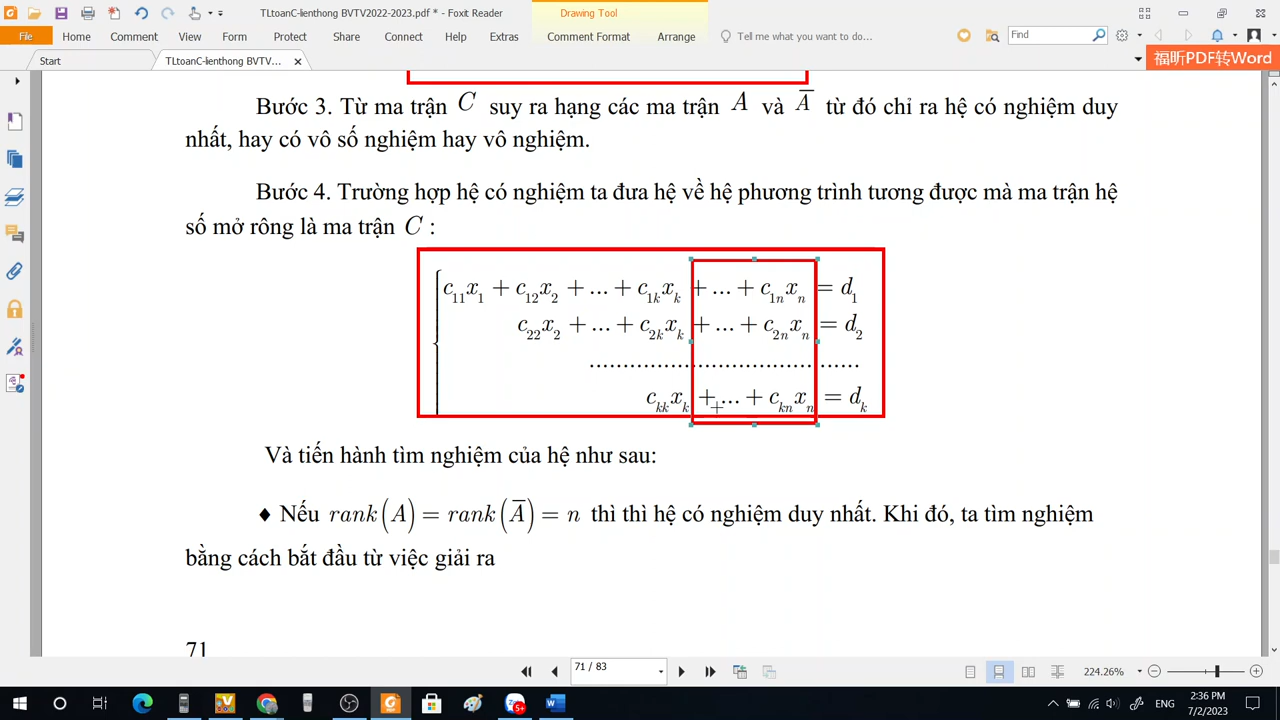 TLtoanC-lienthong BVTV2022-2023.pdf * - Foxit Reader
Drawing Tool
File Home Comment View Form Protect Share Connect Help Extras Comment Format Arrange Tell me what you want to do... Find
Start TLtoanC-lienthong BVTV... 福昕PDF转Word
Bước 3. Từ ma trận C suy ra hạng các ma trận A và A̅ từ đó chỉ ra hệ có nghiệm duy
nhất, hay có vô số nghiệm hay vô nghiệm.
Bước 4. Trường hợp hệ có nghiệm ta đưa hệ về hệ phương trình tương được mà ma trận hệ
số mở rông là ma trận C :
c₁₁x₁ + c₁₂x₂ + ... + c₁ₖxₖ + ... + c₁ₙxₙ = d₁
c₂₂x₂ + ... + c₂ₖxₖ + ... + c₂ₙxₙ = d₂
..............................................
cₖₖxₖ + ... + cₖₙxₙ = dₖ
Và tiến hành tìm nghiệm của hệ như sau:
♦ Nếu rank(A) = rank(A̅) = n thì thì hệ có nghiệm duy nhất. Khi đó, ta tìm nghiệm
bằng cách bắt đầu từ việc giải ra
71
71 / 83 224.26%
5+ ENG 2:36 PM
7/2/2023